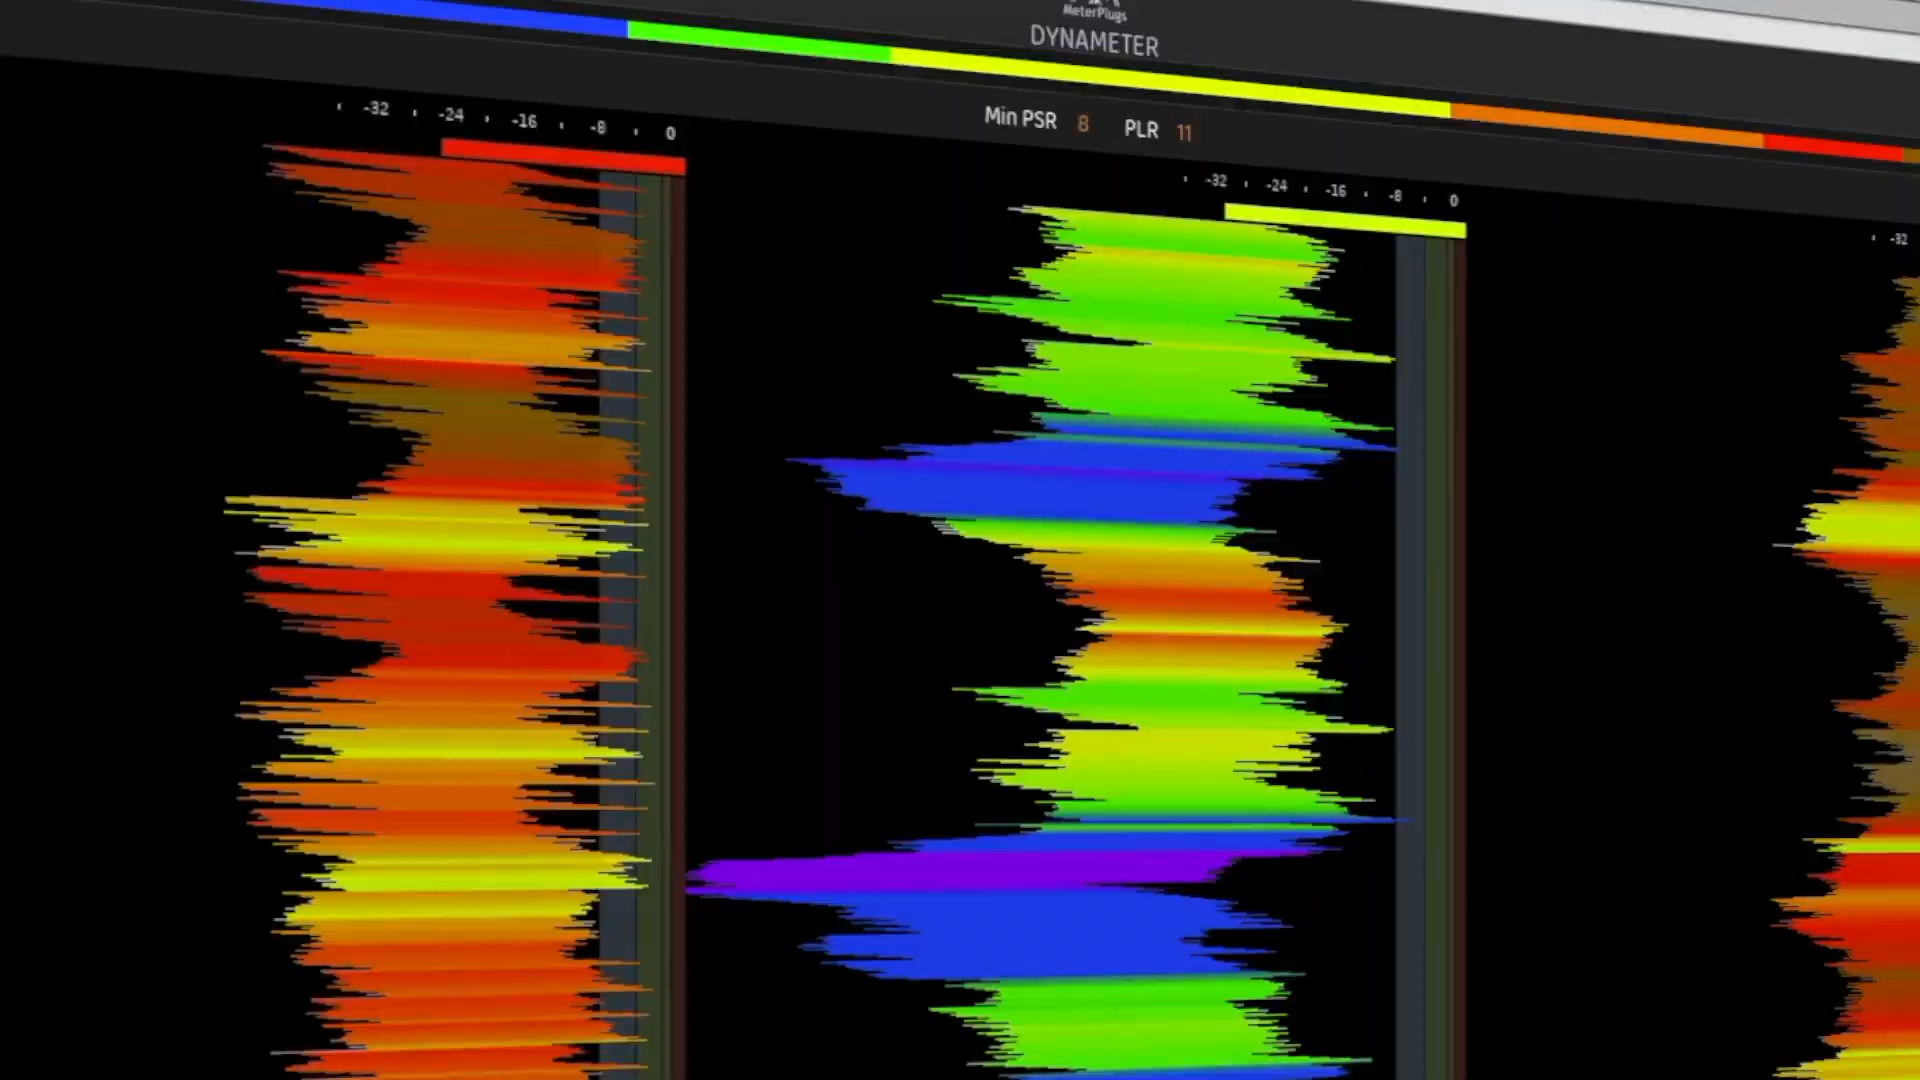 MeterPlugs
DYNAMETER
Min PSR 8 PLR 11
-32 -24 -16 -8 0
-32 -24 -16 -8 0
-32